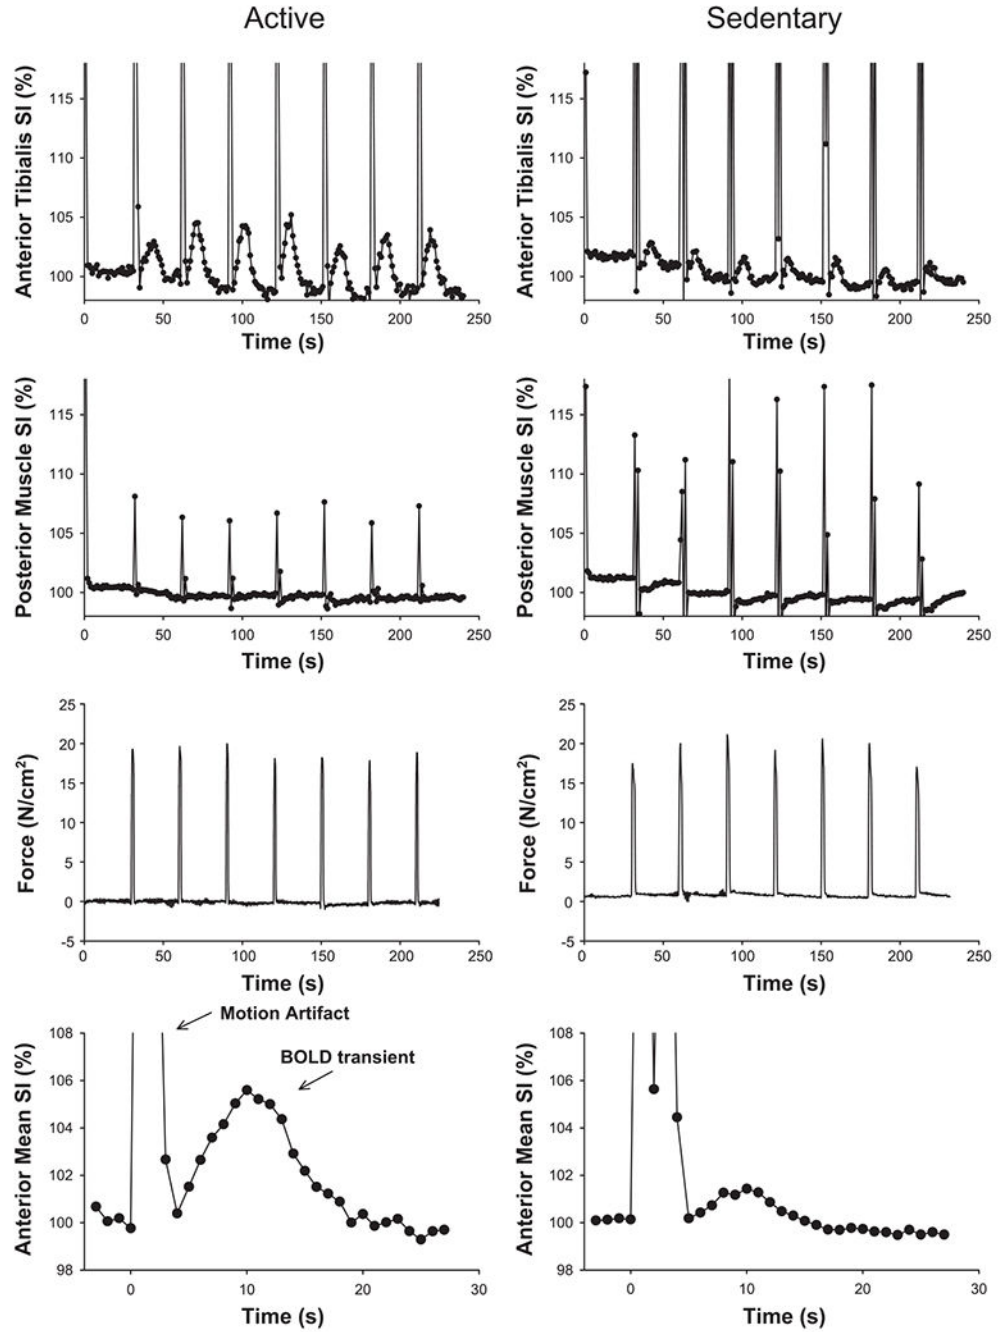 Active
Sedentary
Anterior Tibialis SI (%)
115
110
105
100
0 50 100 150 200 250
Time (s)
Anterior Tibialis SI (%)
115
110
105
100
0 50 100 150 200 250
Time (s)
Posterior Muscle SI (%)
115
110
105
100
0 50 100 150 200 250
Time (s)
Posterior Muscle SI (%)
115
110
105
100
0 50 100 150 200 250
Time (s)
Force (N/cm²)
25
20
15
10
5
0
-5
0 50 100 150 200 250
Time (s)
Force (N/cm²)
25
20
15
10
5
0
-5
0 50 100 150 200 250
Time (s)
Anterior Mean SI (%)
108
106
104
102
100
98
Motion Artifact
BOLD transient
0 10 20 30
Time (s)
Anterior Mean SI (%)
108
106
104
102
100
98
0 10 20 30
Time (s)